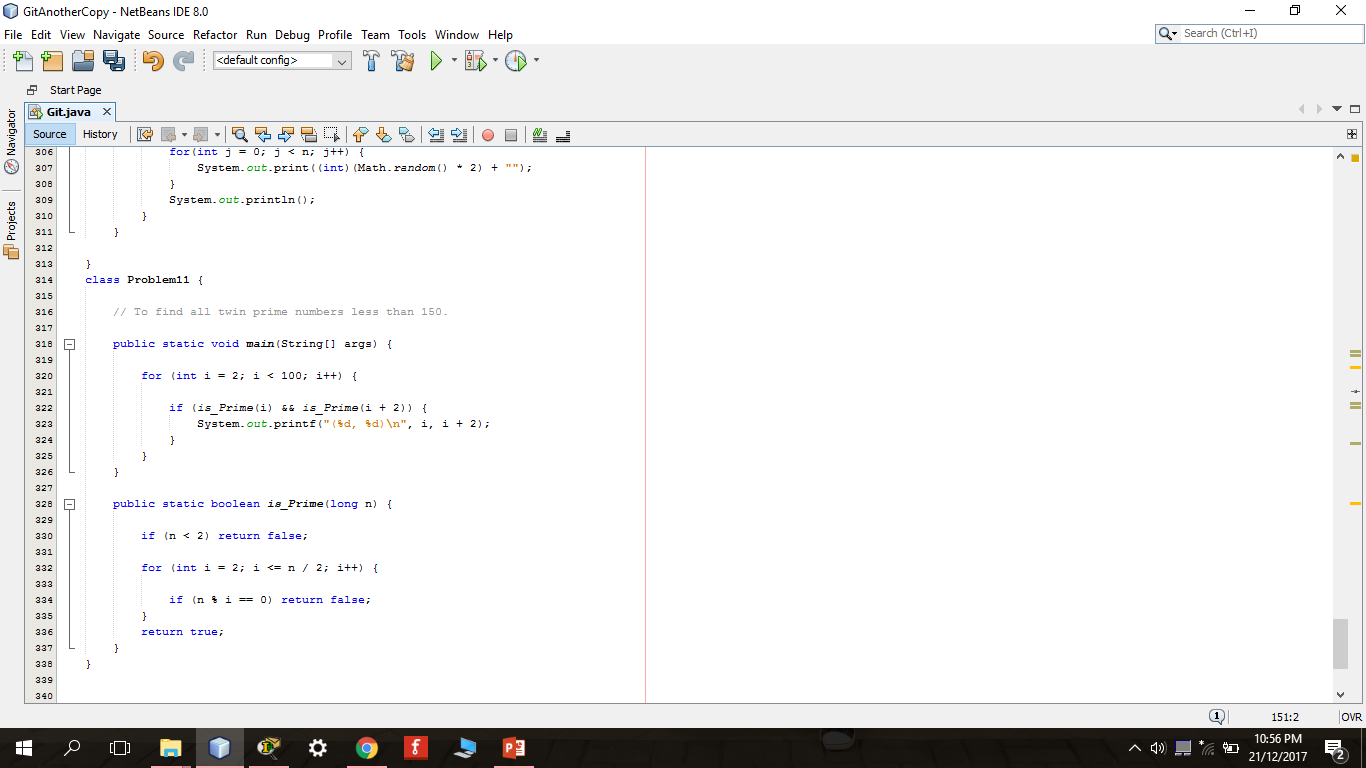 GitAnotherCopy - NetBeans IDE 8.0
File Edit View Navigate Source Refactor Run Debug Profile Team Tools Window Help
Search (Ctrl+I)
<default config>
Start Page
Git.java
Navigator
Projects
Source History
306 for(int j = 0; j < n; j++) {
307 System.out.print((int)(Math.random() * 2) + "");
308 }
309 System.out.println();
310 }
311 }
312
313 }
314 class Problem11 {
315
316 // To find all twin prime numbers less than 150.
317
318 public static void main(String[] args) {
319
320 for (int i = 2; i < 100; i++) {
321
322 if (is_Prime(i) && is_Prime(i + 2)) {
323 System.out.printf("(%d, %d)\n", i, i + 2);
324 }
325 }
326 }
327
328 public static boolean is_Prime(long n) {
329
330 if (n < 2) return false;
331
332 for (int i = 2; i <= n / 2; i++) {
333
334 if (n % i == 0) return false;
335 }
336 return true;
337 }
338 }
339
340
1
151:2
OVR
10:56 PM
21/12/2017
2